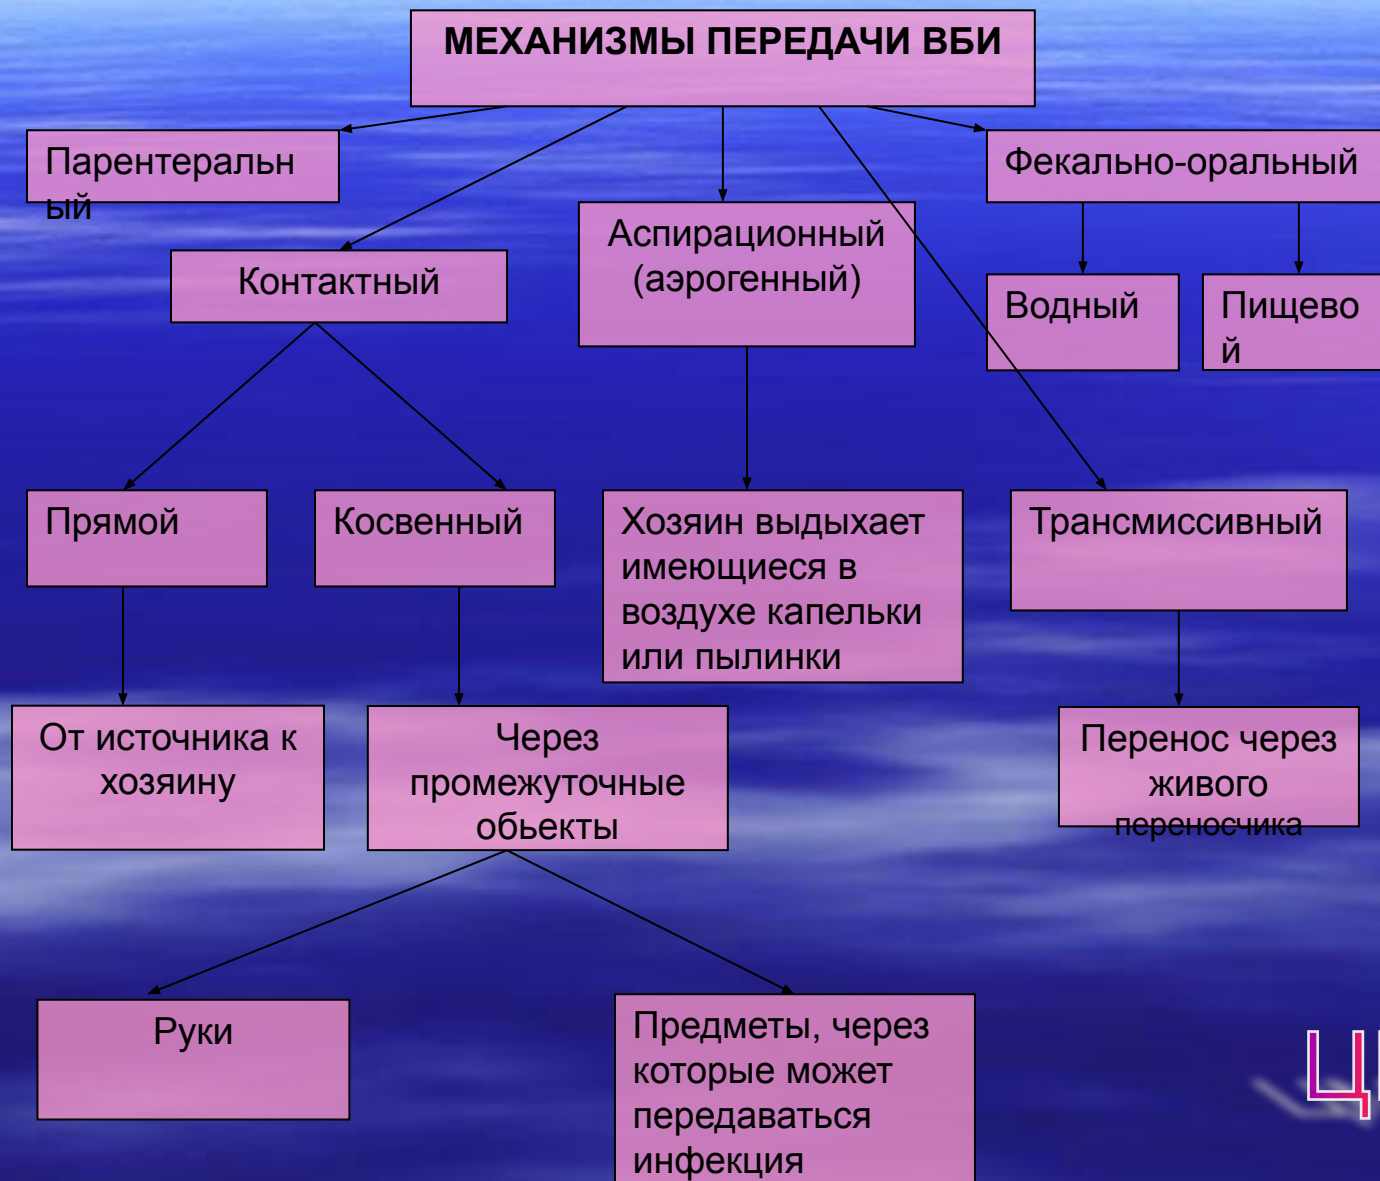 МЕХАНИЗМЫ ПЕРЕДАЧИ ВБИ
Парентеральн
ый
Фекально-оральный
Аспирационный
(аэрогенный)
Контактный
Водный
Пищево
й
Прямой
Косвенный
Хозяин выдыхает
имеющиеся в
воздухе капельки
или пылинки
Трансмиссивный
От источника к
хозяину
Через
промежуточные
обьекты
Перенос через
живого
переносчика
Руки
Предметы, через
которые может
передаваться
инфекция